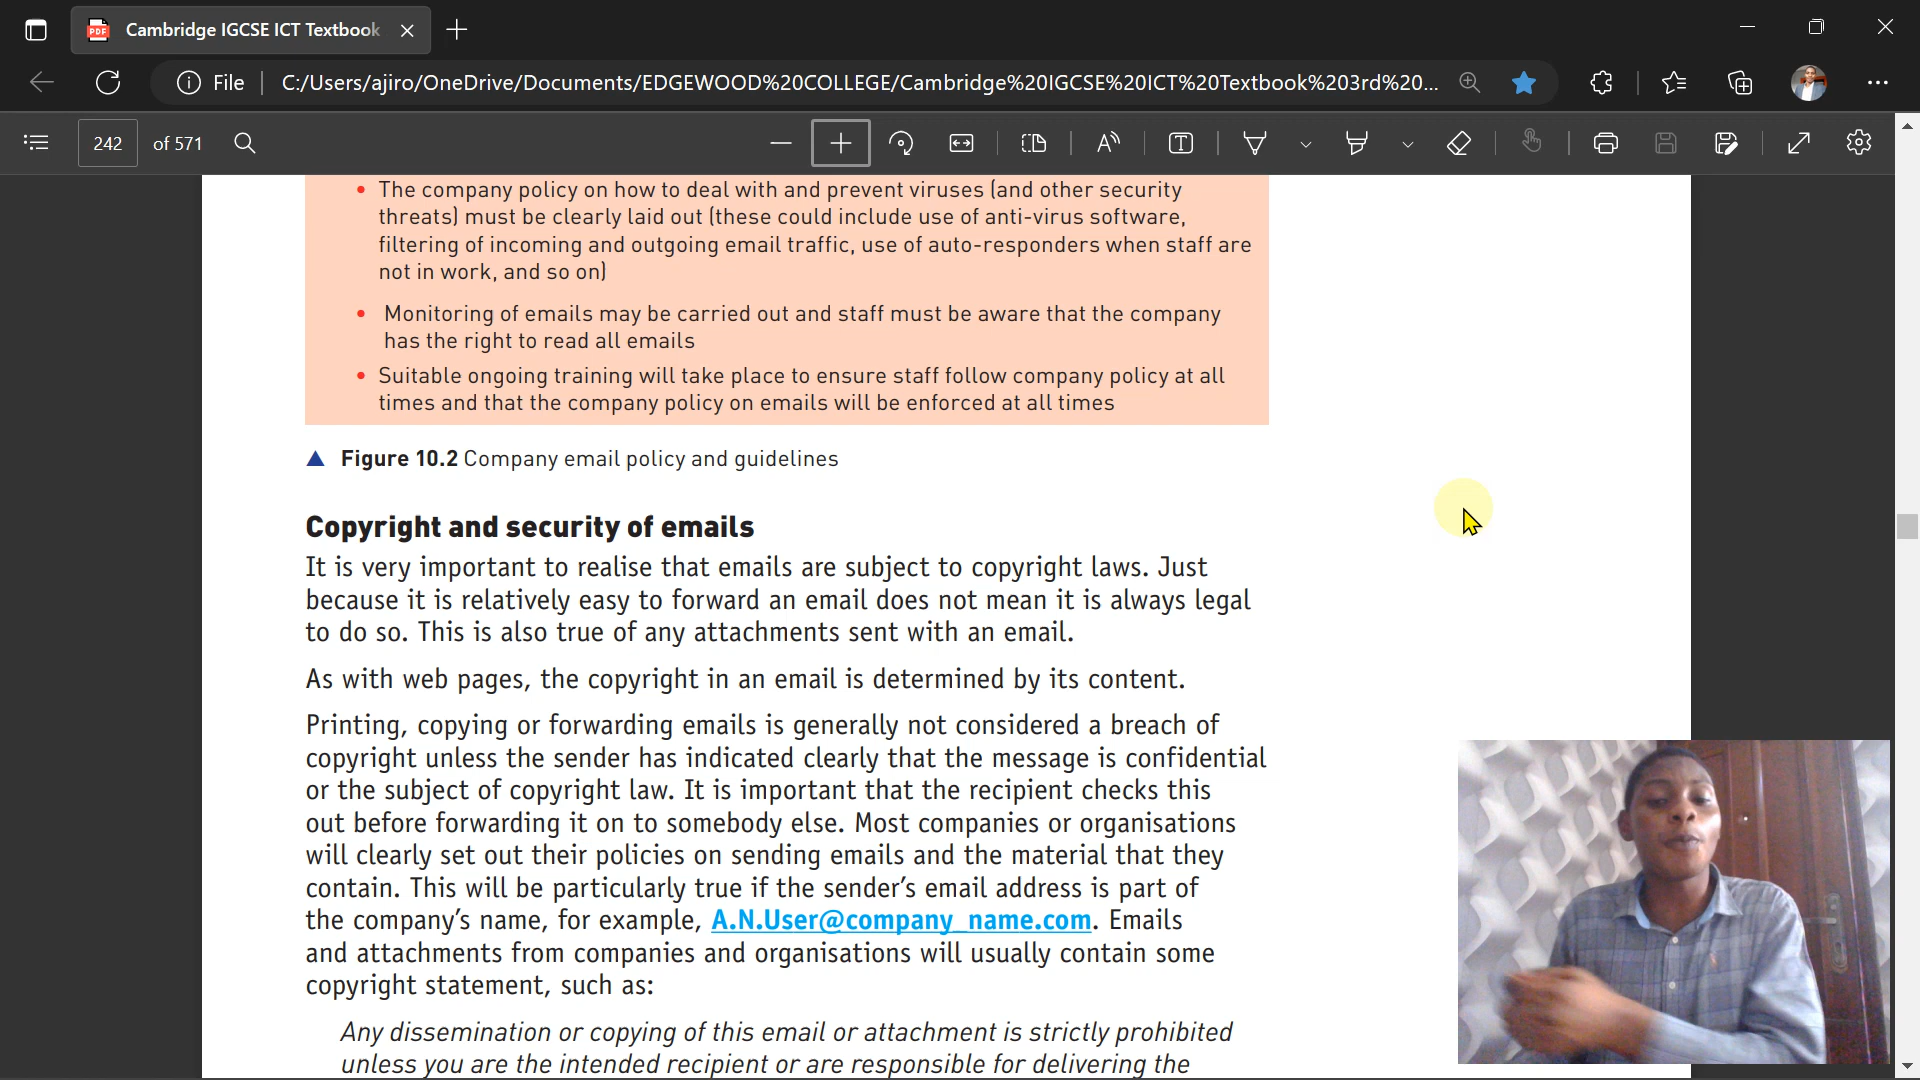 Cambridge IGCSE ICT Textbook
File
C:/Users/ajiro/OneDrive/Documents/EDGEWOOD%20COLLEGE/Cambridge%20IGCSE%20ICT%20Textbook%203rd%20...
242 of 571
• The company policy on how to deal with and prevent viruses (and other security
threats) must be clearly laid out (these could include use of anti-virus software,
filtering of incoming and outgoing email traffic, use of auto-responders when staff are
not in work, and so on)
• Monitoring of emails may be carried out and staff must be aware that the company
has the right to read all emails
• Suitable ongoing training will take place to ensure staff follow company policy at all
times and that the company policy on emails will be enforced at all times
▲ Figure 10.2 Company email policy and guidelines
Copyright and security of emails
It is very important to realise that emails are subject to copyright laws. Just
because it is relatively easy to forward an email does not mean it is always legal
to do so. This is also true of any attachments sent with an email.
As with web pages, the copyright in an email is determined by its content.
Printing, copying or forwarding emails is generally not considered a breach of
copyright unless the sender has indicated clearly that the message is confidential
or the subject of copyright law. It is important that the recipient checks this
out before forwarding it on to somebody else. Most companies or organisations
will clearly set out their policies on sending emails and the material that they
contain. This will be particularly true if the sender's email address is part of
the company's name, for example, A.N.User@company_name.com. Emails
and attachments from companies and organisations will usually contain some
copyright statement, such as:
Any dissemination or copying of this email or attachment is strictly prohibited
unless you are the intended recipient or are responsible for delivering the